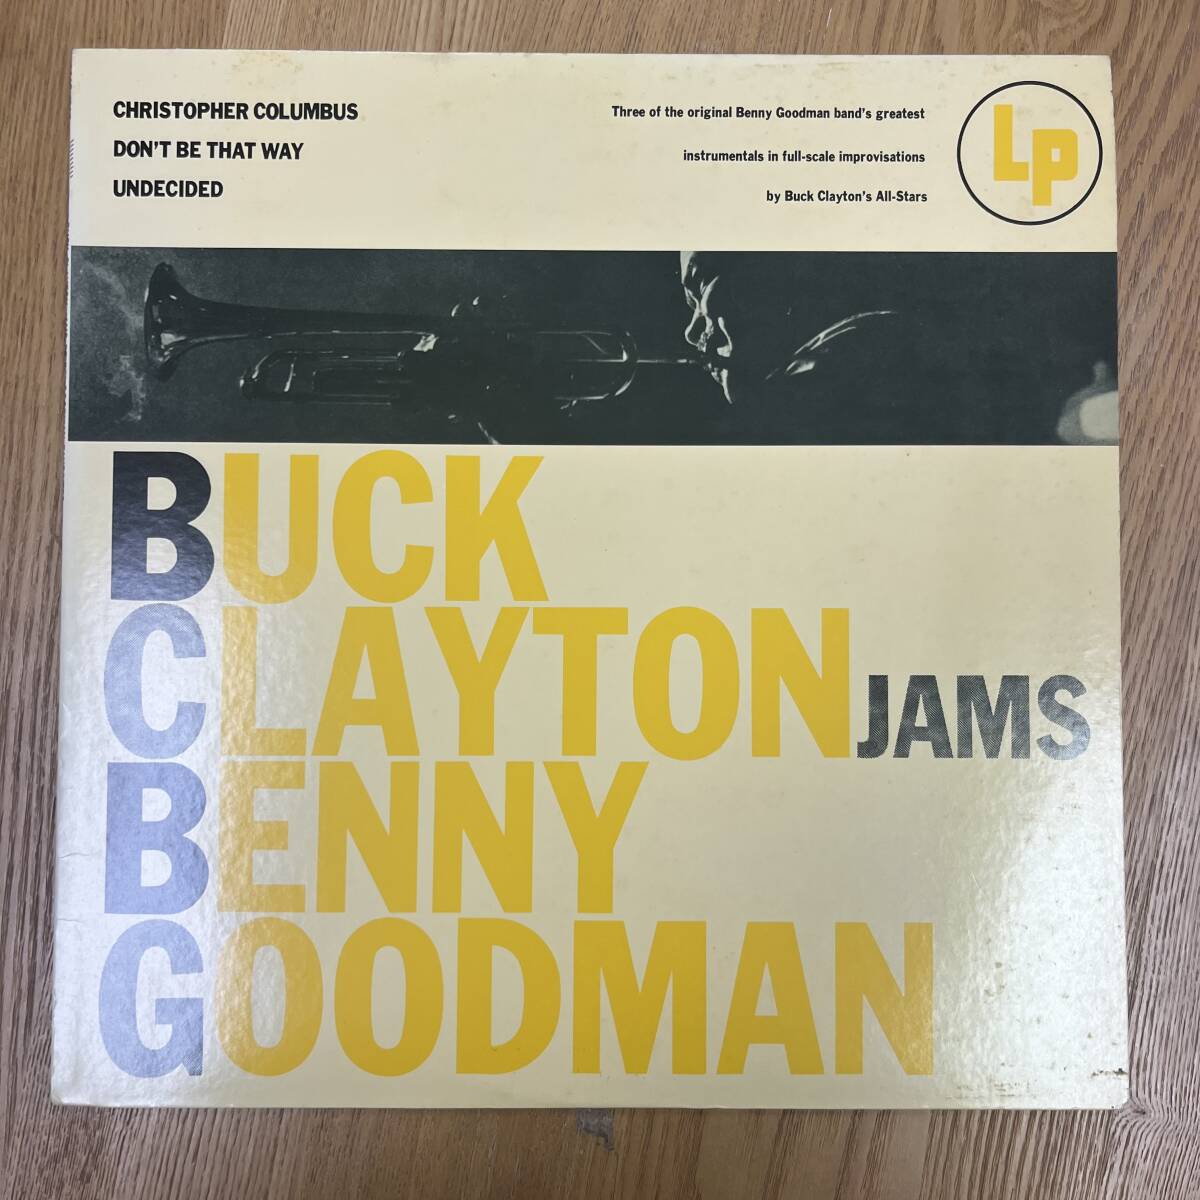 CHRISTOPHER COLUMBUS
DON'T BE THAT WAY
UNDECIDED
Three of the original Benny Goodman band's greatest
instrumentals in full-scale improvisations
by Buck Clayton's All-Stars
LP
BUCK
CLAYTON JAMS
BENNY
GOODMAN